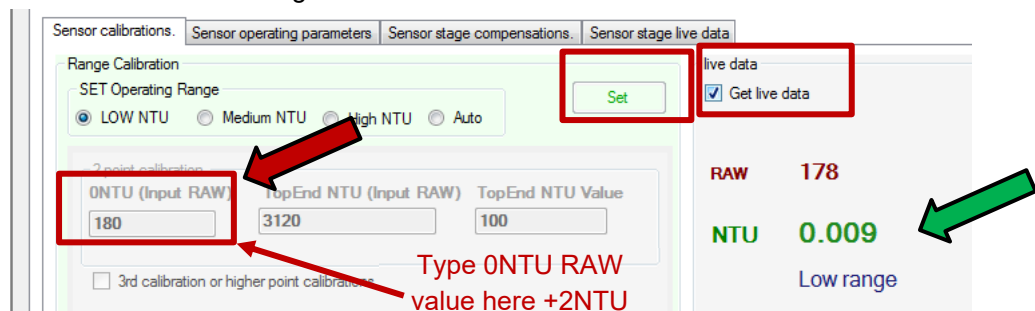 Sensor calibrations. Sensor operating parameters Sensor stage compensations. Sensor stage live data
Range Calibration
live data
SET Operating Range
Set
Get live data
LOW NTU Medium NTU High NTU Auto
2 point calibration
RAW 178
0NTU (Input RAW) TopEnd NTU (Input RAW) TopEnd NTU Value
180 3120 100
NTU 0.009
Type 0NTU RAW
3rd calibration or higher point calibrations
Low range
value here +2NTU